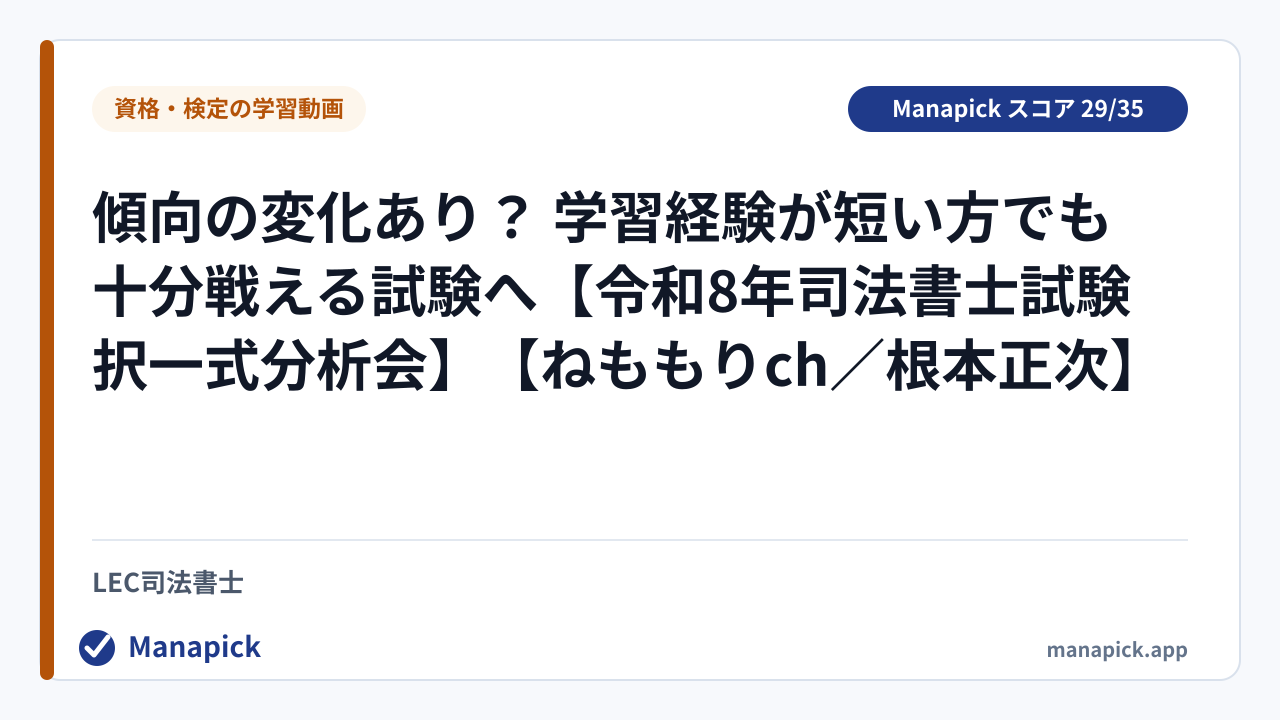 資格・検定の学習動画
Manapick スコア 29/35
傾向の変化あり？ 学習経験が短い方でも
十分戦える試験へ【令和8年司法書士試験
択一式分析会】【ねももりch／根本正次】
LEC司法書士
Manapick
manapick.app